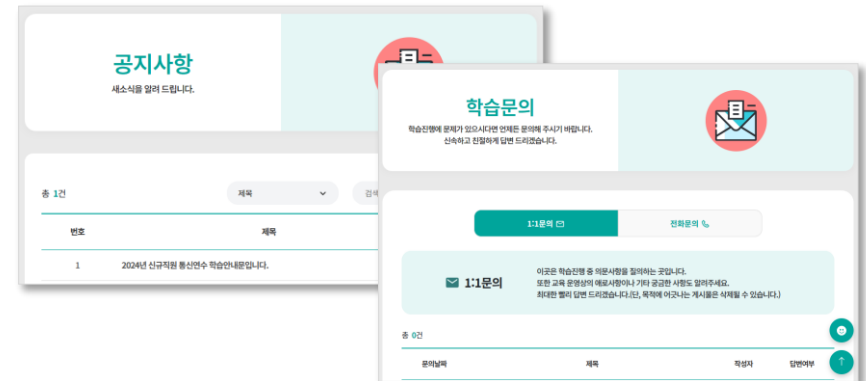 공지사항
새소식을 알려 드립니다.
총 1건
제목
번호
제목
1
2024년 신규직원 통신연수 학습안내문입니다.
학습문의
학습진행에 문제가 있으시다면 언제든 문의해 주시기 바랍니다.
신속하고 친절하게 답변 드리겠습니다.
1:1문의
전화문의
1:1문의
이곳은 학습진행 중 의문사항을 질의하는 곳입니다.
또한 교육 운영상의 애로사항이나 기타 궁금한 사항도 알려주세요.
최대한 빨리 답변 드리겠습니다.(단, 목적에 어긋나는 게시물은 삭제될 수 있습니다.)
총 0건
문의날짜
제목
작성자
답변여부